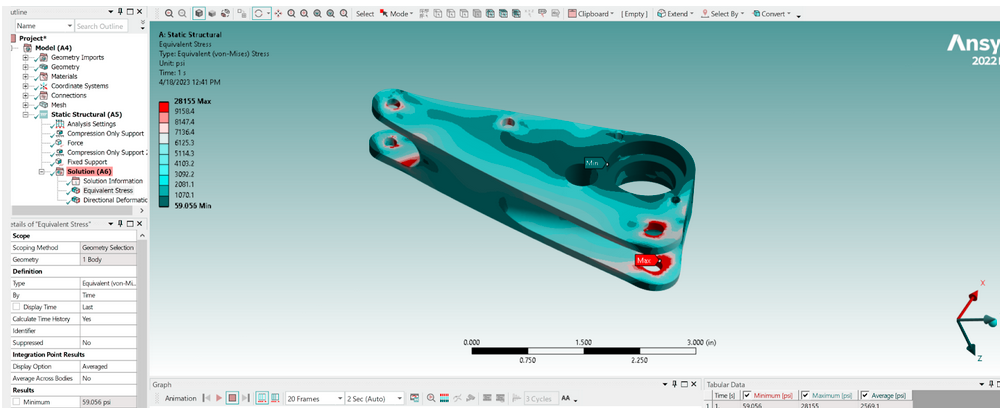 utline
Name
Search Outline
Project*
Model (A4)
Geometry Imports
Geometry
Materials
Coordinate Systems
Connections
Mesh
Static Structural (A5)
Analysis Settings
Compression Only Support
Force
Compression Only Support 2
Fixed Support
Solution (A6)
Solution Information
Equivalent Stress
Directional Deformatic
etails of "Equivalent Stress"
Scope
Scoping Method Geometry Selection
Geometry 1 Body
Definition
Type Equivalent (von-Mi...
By Time
Display Time Last
Calculate Time History Yes
Identifier
Suppressed No
Integration Point Results
Display Option Averaged
Average Across Bodies No
Results
Minimum 59.056 psi
Select Mode Clipboard [Empty] Extend Select By Convert
A: Static Structural
Equivalent Stress
Type: Equivalent (von-Mises) Stress
Unit: psi
Time: 1 s
4/18/2023 12:41 PM
28155 Max
9158.4
8147.4
7136.4
6125.3
5114.3
4103.2
3092.2
2081.1
1070.1
59.056 Min
Min
Max
Ansy
2022
0.000 1.500 3.000 (in)
0.750 2.250
X
Z
Graph
Animation 20 Frames 2 Sec (Auto) 3 Cycles AA
Tabular Data
Time [s] Minimum [psi] Maximum [psi] Average [psi]
1 1. 59.056 28155 2569.1